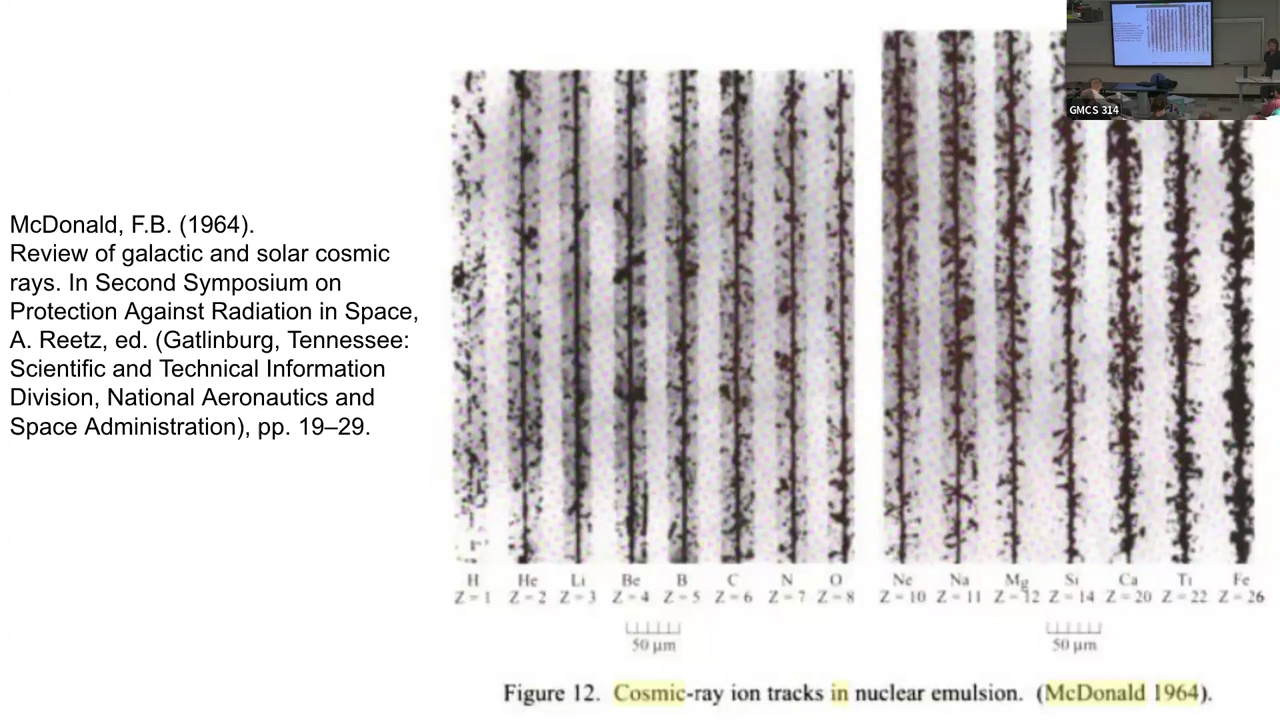 McDonald, F.B. (1964).
Review of galactic and solar cosmic
rays. In Second Symposium on
Protection Against Radiation in Space,
A. Reetz, ed. (Gatlinburg, Tennessee:
Scientific and Technical Information
Division, National Aeronautics and
Space Administration), pp. 19–29.
GMCS 314
H He Li Be B C N O Ne Na Mg Si Ca Ti Fe
Z = 1 Z = 2 Z = 3 Z = 4 Z = 5 Z = 6 Z = 7 Z = 8 Z = 10 Z = 11 Z = 12 Z = 14 Z = 20 Z = 22 Z = 26
50 μm 50 μm
Figure 12. Cosmic-ray ion tracks in nuclear emulsion. (McDonald 1964).